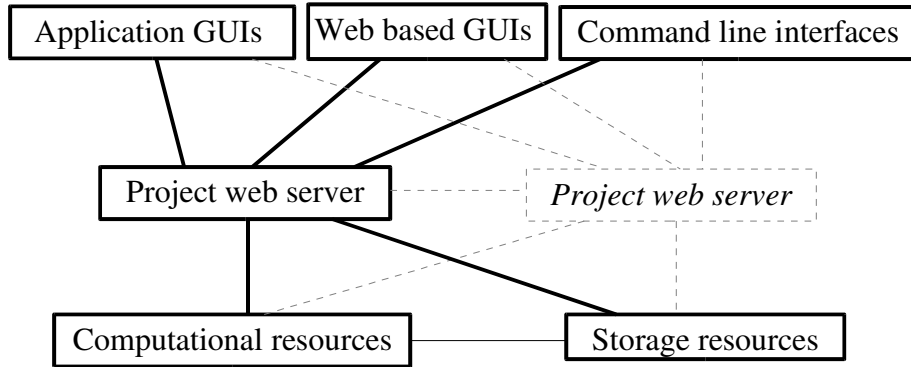 Application GUIs
Web based GUIs
Command line interfaces
Project web server
Project web server
Computational resources
Storage resources